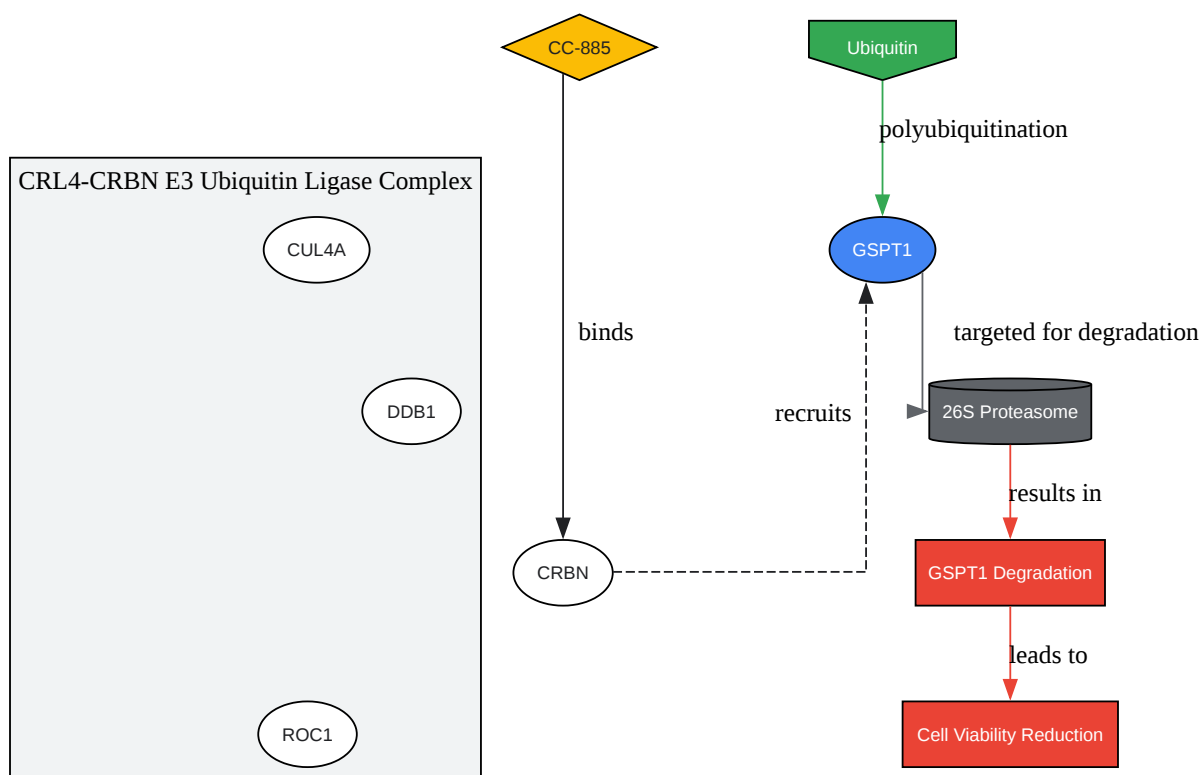 CC-885
Ubiquitin
polyubiquitination
CRL4-CRBN E3 Ubiquitin Ligase Complex
CUL4A
GSPT1
binds
targeted for degradation
DDB1
recruits
26S Proteasome
results in
CRBN
GSPT1 Degradation
leads to
ROC1
Cell Viability Reduction